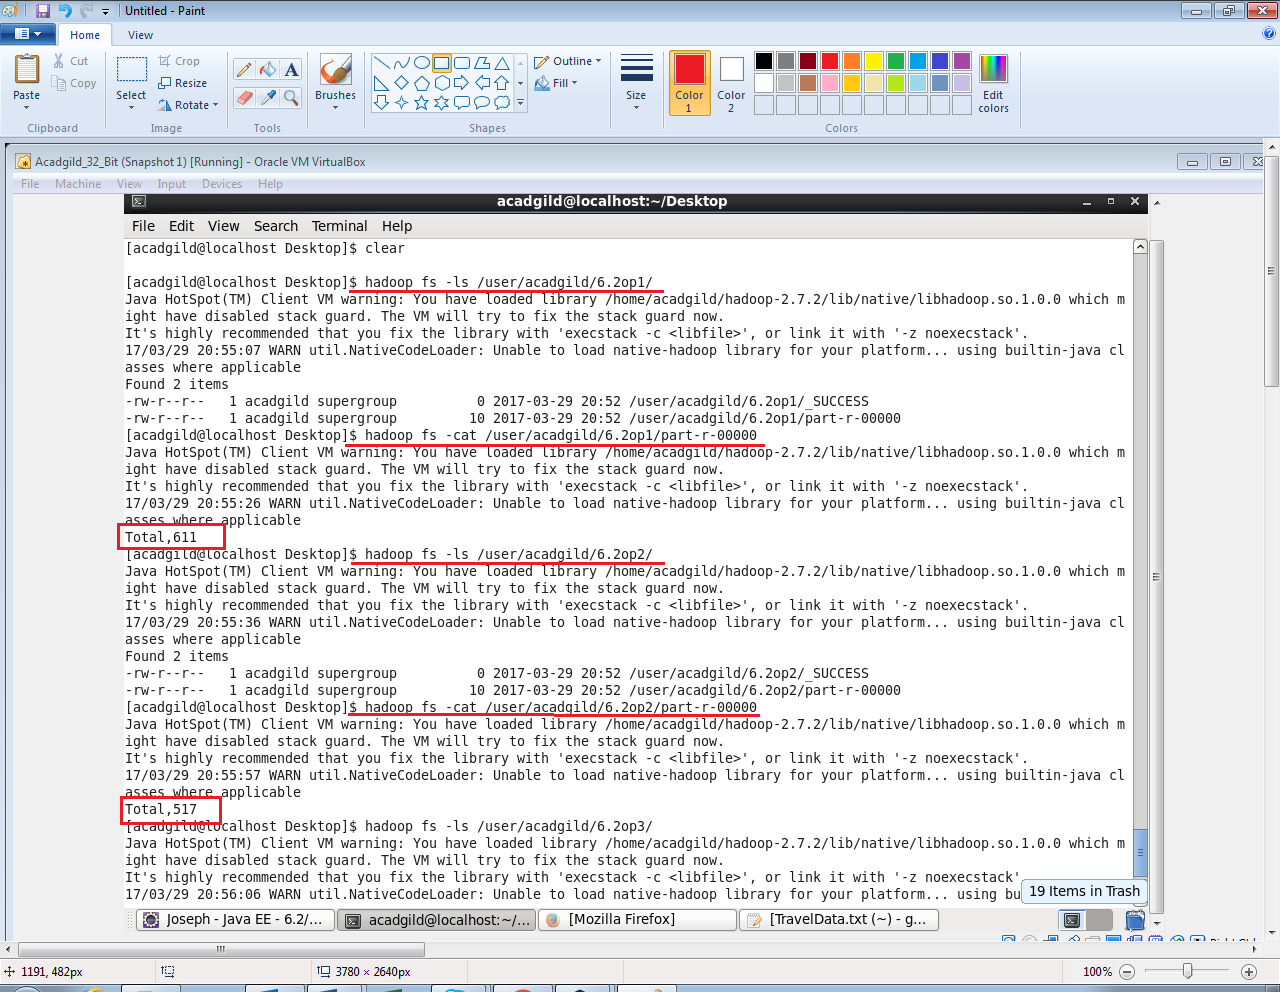 Untitled - Paint
Home
View
Paste
Cut
Copy
Clipboard
Select
Crop
Resize
Rotate
Image
Tools
Brushes
Outline
Fill
Shapes
Size
Color 1
Color 2
Edit colors
Colors
Acadgild_32_Bit (Snapshot 1) [Running] - Oracle VM VirtualBox
File Machine View Input Devices Help
acadgild@localhost:~/Desktop
File Edit View Search Terminal Help
[acadgild@localhost Desktop]$ clear
[acadgild@localhost Desktop]$ hadoop fs -ls /user/acadgild/6.2op1/
Java HotSpot(TM) Client VM warning: You have loaded library /home/acadgild/hadoop-2.7.2/lib/native/libhadoop.so.1.0.0 which m
ight have disabled stack guard. The VM will try to fix the stack guard now.
It's highly recommended that you fix the library with 'execstack -c <libfile>', or link it with '-z noexecstack'.
17/03/29 20:55:07 WARN util.NativeCodeLoader: Unable to load native-hadoop library for your platform... using builtin-java cl
asses where applicable
Found 2 items
-rw-r--r--   1 acadgild supergroup          0 2017-03-29 20:52 /user/acadgild/6.2op1/_SUCCESS
-rw-r--r--   1 acadgild supergroup         10 2017-03-29 20:52 /user/acadgild/6.2op1/part-r-00000
[acadgild@localhost Desktop]$ hadoop fs -cat /user/acadgild/6.2op1/part-r-00000
Java HotSpot(TM) Client VM warning: You have loaded library /home/acadgild/hadoop-2.7.2/lib/native/libhadoop.so.1.0.0 which m
ight have disabled stack guard. The VM will try to fix the stack guard now.
It's highly recommended that you fix the library with 'execstack -c <libfile>', or link it with '-z noexecstack'.
17/03/29 20:55:26 WARN util.NativeCodeLoader: Unable to load native-hadoop library for your platform... using builtin-java cl
asses where applicable
Total,611
[acadgild@localhost Desktop]$ hadoop fs -ls /user/acadgild/6.2op2/
Java HotSpot(TM) Client VM warning: You have loaded library /home/acadgild/hadoop-2.7.2/lib/native/libhadoop.so.1.0.0 which m
ight have disabled stack guard. The VM will try to fix the stack guard now.
It's highly recommended that you fix the library with 'execstack -c <libfile>', or link it with '-z noexecstack'.
17/03/29 20:55:36 WARN util.NativeCodeLoader: Unable to load native-hadoop library for your platform... using builtin-java cl
asses where applicable
Found 2 items
-rw-r--r--   1 acadgild supergroup          0 2017-03-29 20:52 /user/acadgild/6.2op2/_SUCCESS
-rw-r--r--   1 acadgild supergroup         10 2017-03-29 20:52 /user/acadgild/6.2op2/part-r-00000
[acadgild@localhost Desktop]$ hadoop fs -cat /user/acadgild/6.2op2/part-r-00000
Java HotSpot(TM) Client VM warning: You have loaded library /home/acadgild/hadoop-2.7.2/lib/native/libhadoop.so.1.0.0 which m
ight have disabled stack guard. The VM will try to fix the stack guard now.
It's highly recommended that you fix the library with 'execstack -c <libfile>', or link it with '-z noexecstack'.
17/03/29 20:55:57 WARN util.NativeCodeLoader: Unable to load native-hadoop library for your platform... using builtin-java cl
asses where applicable
Total,517
[acadgild@localhost Desktop]$ hadoop fs -ls /user/acadgild/6.2op3/
Java HotSpot(TM) Client VM warning: You have loaded library /home/acadgild/hadoop-2.7.2/lib/native/libhadoop.so.1.0.0 which m
ight have disabled stack guard. The VM will try to fix the stack guard now.
It's highly recommended that you fix the library with 'execstack -c <libfile>', or link it with '-z noexecstack'
17/03/29 20:56:06 WARN util.NativeCodeLoader: Unable to load native-hadoop library for your platform... using bu
19 Items in Trash
Joseph - Java EE - 6.2/...
acadgild@localhost:~/...
[Mozilla Firefox]
[TravelData.txt (~) - g...
1191, 482px
3780 × 2640px
100%